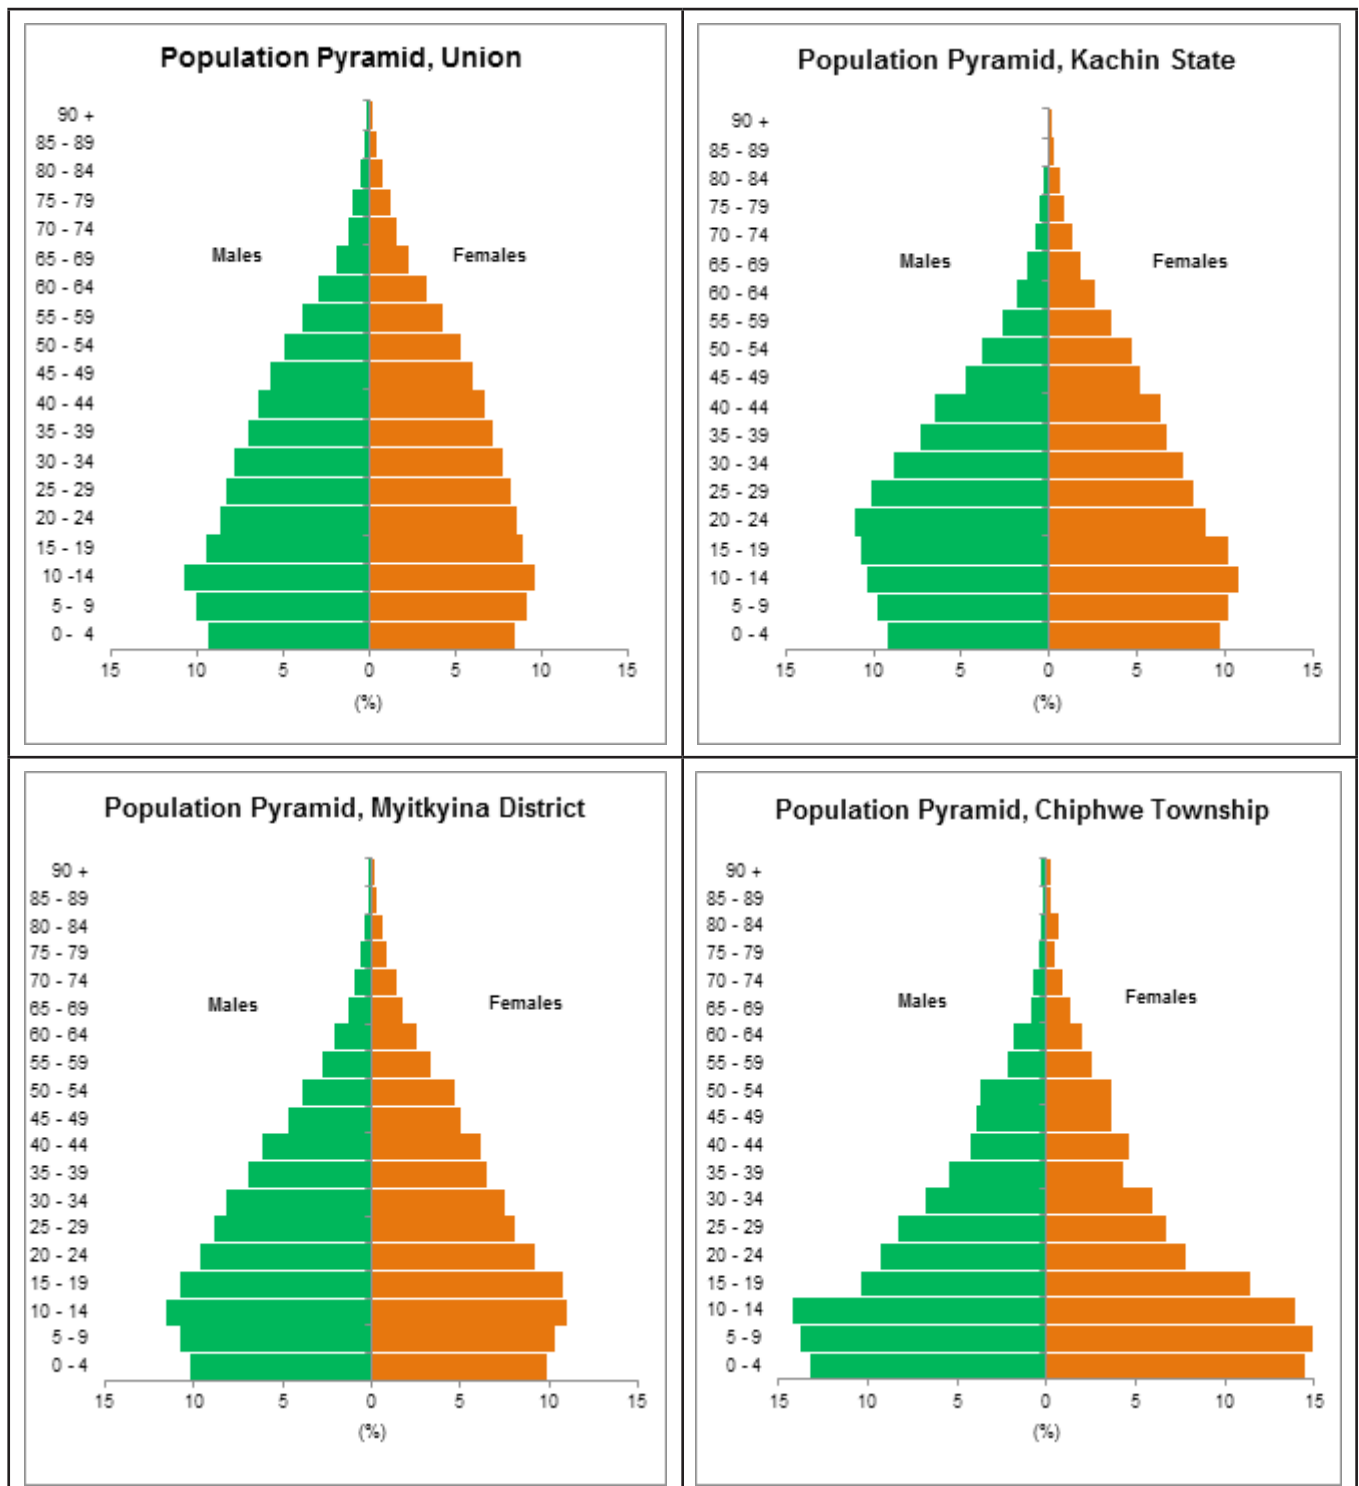 Population Pyramid, Union
90 +
85 - 89
80 - 84
75 - 79
70 - 74
65 - 69
60 - 64
55 - 59
50 - 54
45 - 49
40 - 44
35 - 39
30 - 34
25 - 29
20 - 24
15 - 19
10 -14
5 - 9
0 - 4
Males Females
15 10 5 0 5 10 15
(%)
Population Pyramid, Kachin State
90 +
85 - 89
80 - 84
75 - 79
70 - 74
65 - 69
60 - 64
55 - 59
50 - 54
45 - 49
40 - 44
35 - 39
30 - 34
25 - 29
20 - 24
15 - 19
10 - 14
5 - 9
0 - 4
Males Females
15 10 5 0 5 10 15
(%)
Population Pyramid, Myitkyina District
90 +
85 - 89
80 - 84
75 - 79
70 - 74
65 - 69
60 - 64
55 - 59
50 - 54
45 - 49
40 - 44
35 - 39
30 - 34
25 - 29
20 - 24
15 - 19
10 - 14
5 - 9
0 - 4
Males Females
15 10 5 0 5 10 15
(%)
Population Pyramid, Chiphwe Township
90 +
85 - 89
80 - 84
75 - 79
70 - 74
65 - 69
60 - 64
55 - 59
50 - 54
45 - 49
40 - 44
35 - 39
30 - 34
25 - 29
20 - 24
15 - 19
10 - 14
5 - 9
0 - 4
Males Females
15 10 5 0 5 10 15
(%)